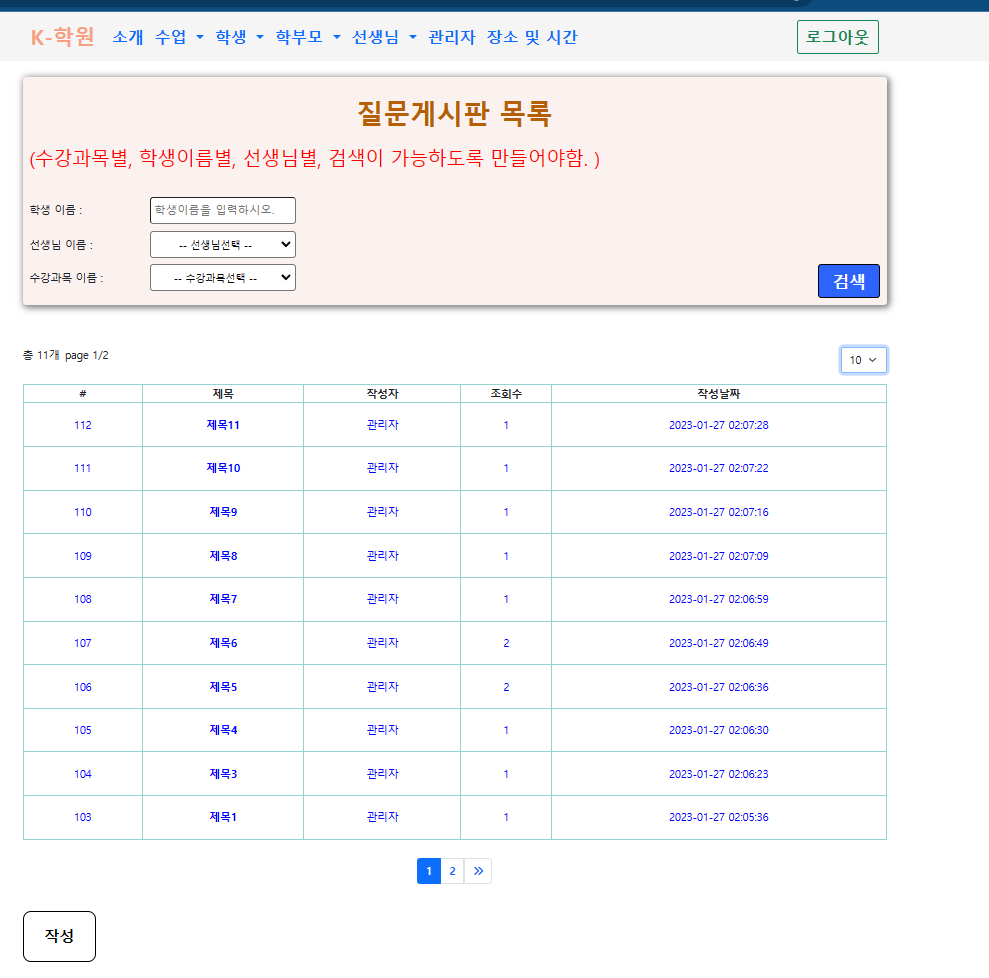 K-학원 소개 수업 학생 학부모 선생님 관리자 장소 및 시간 로그아웃
질문게시판 목록
(수강과목별, 학생이름별, 선생님별, 검색이 가능하도록 만들어야함. )
학생 이름 : 학생이름을 입력하시오.
선생님 이름 : -- 선생님선택 --
수강과목 이름 : -- 수강과목선택 -- 검색
총 11개 page 1/2 10
# 제목 작성자 조회수 작성날짜
112 제목11 관리자 1 2023-01-27 02:07:28
111 제목10 관리자 1 2023-01-27 02:07:22
110 제목9 관리자 1 2023-01-27 02:07:16
109 제목8 관리자 1 2023-01-27 02:07:09
108 제목7 관리자 1 2023-01-27 02:06:59
107 제목6 관리자 2 2023-01-27 02:06:49
106 제목5 관리자 2 2023-01-27 02:06:36
105 제목4 관리자 1 2023-01-27 02:06:30
104 제목3 관리자 1 2023-01-27 02:06:23
103 제목1 관리자 1 2023-01-27 02:05:36
1 2 »
작성